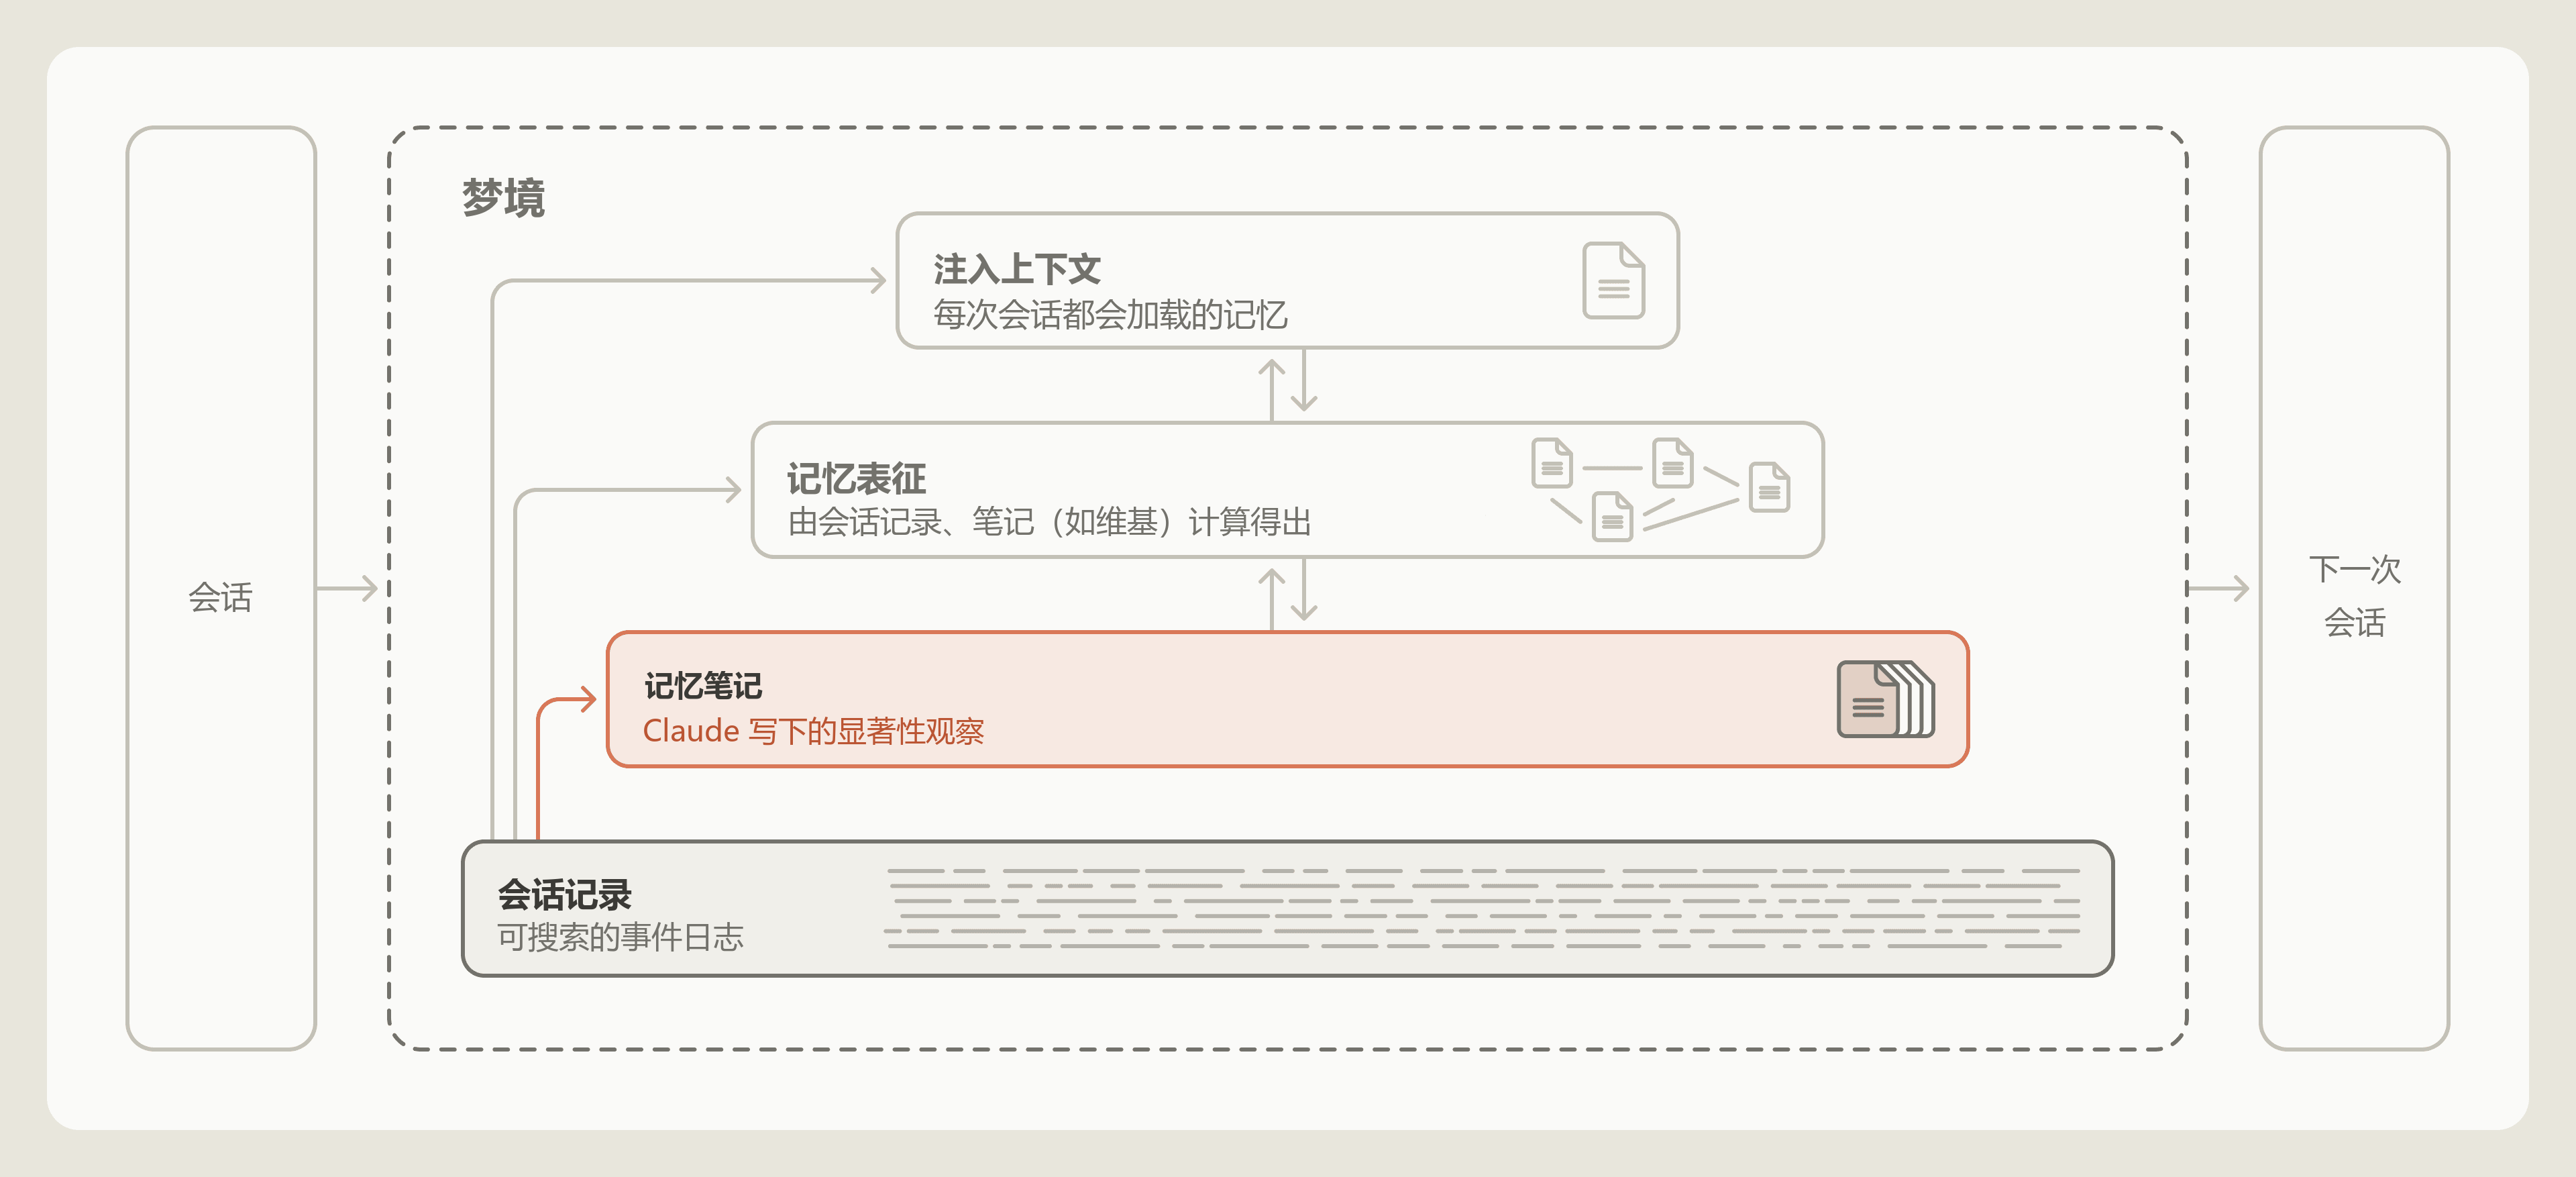 会话
梦境
注入上下文
每次会话都会加载的记忆
记忆表征
由会话记录、笔记（如维基）计算得出
记忆笔记
Claude 写下的显著性观察
会话记录
可搜索的事件日志
下一次
会话